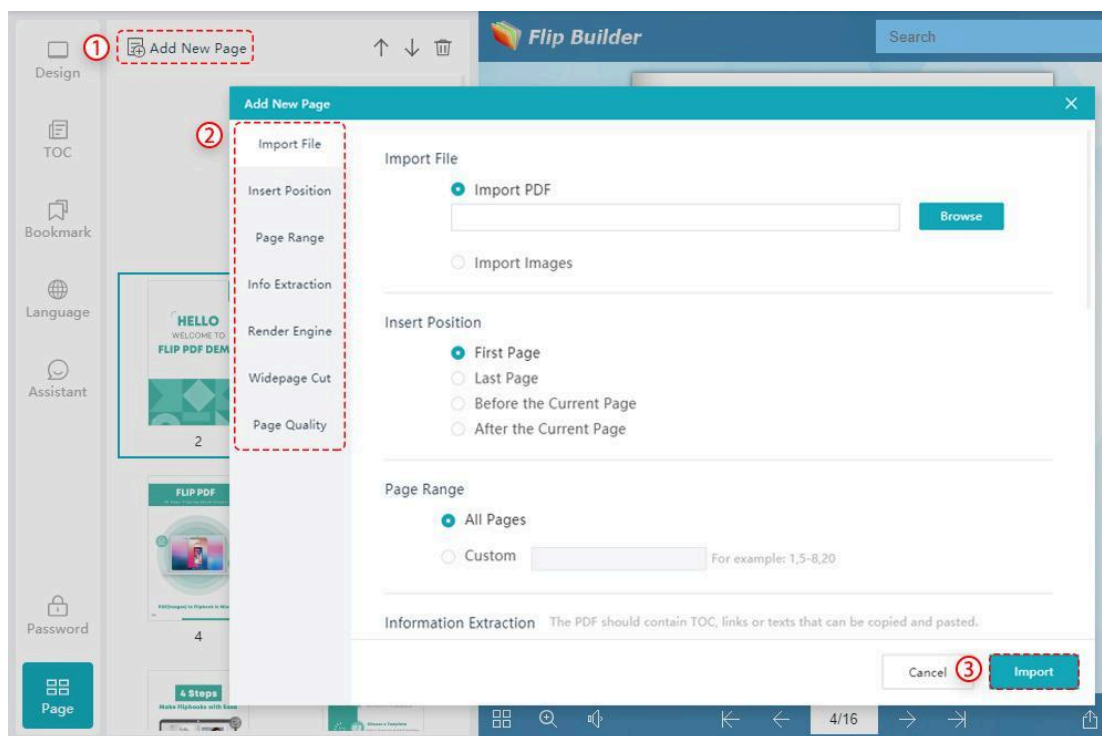 Design
TOC
Bookmark
Language
Assistant
Password
Page
① Add New Page
HELLO
WELCOME TO
FLIP PDF DEM
2
FLIP PDF
4
4 Steps
Make Flipbooks with Ease
Flip Builder
Search
Add New Page
②
Import File
Insert Position
Page Range
Info Extraction
Render Engine
Widepage Cut
Page Quality
Import File
Import PDF
Browse
Import Images
Insert Position
First Page
Last Page
Before the Current Page
After the Current Page
Page Range
All Pages
Custom For example: 1,5-8,20
Information Extraction The PDF should contain TOC, links or texts that can be copied and pasted.
Cancel ③ Import
4/16